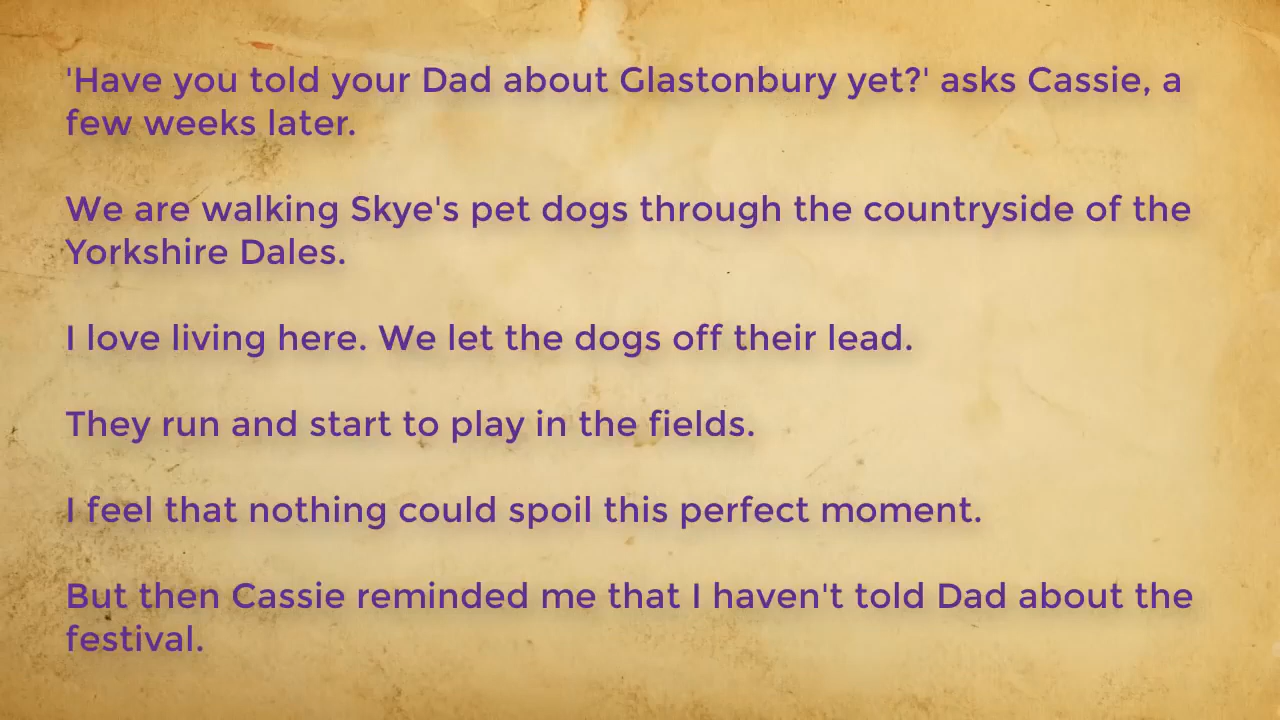 'Have you told your Dad about Glastonbury yet?' asks Cassie, a
few weeks later.
We are walking Skye's pet dogs through the countryside of the
Yorkshire Dales.
I love living here. We let the dogs off their lead.
They run and start to play in the fields.
I feel that nothing could spoil this perfect moment.
But then Cassie reminded me that I haven't told Dad about the
festival.